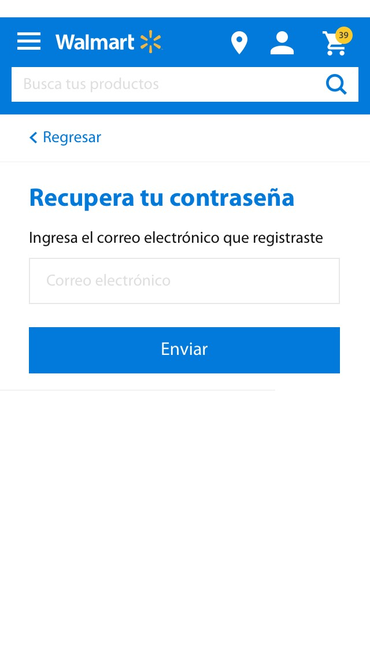 Walmart
39
Busca tus productos
Regresar
Recupera tu contraseña
Ingresa el correo electrónico que registraste
Correo electrónico
Enviar